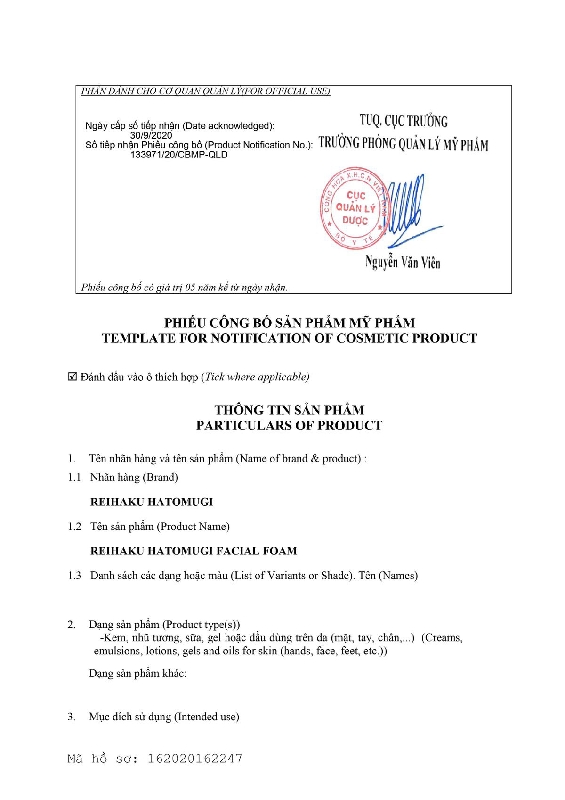 PHẦN DÀNH CHO CƠ QUAN QUẢN LÝ(FOR OFFICIAL USE)
Ngày cấp số tiếp nhận (Date acknowledged):
30/9/2020
Số tiếp nhận Phiếu công bố (Product Notification No.):
133971/20/CBMP-QLD
TUQ. CỤC TRƯỞNG
TRƯỞNG PHÒNG QUẢN LÝ MỸ PHẨM
CỤC
QUẢN LÝ
DƯỢC
BỘ Y TẾ
Nguyễn Văn Viên
Phiếu công bố có giá trị 05 năm kể từ ngày nhận.
PHIẾU CÔNG BỐ SẢN PHẨM MỸ PHẨM
TEMPLATE FOR NOTIFICATION OF COSMETIC PRODUCT
☑ Đánh dấu vào ô thích hợp (Tick where applicable)
THÔNG TIN SẢN PHẨM
PARTICULARS OF PRODUCT
1. Tên nhãn hàng và tên sản phẩm (Name of brand & product) :
1.1 Nhãn hàng (Brand)
REIHAKU HATOMUGI
1.2 Tên sản phẩm (Product Name)
REIHAKU HATOMUGI FACIAL FOAM
1.3 Danh sách các dạng hoặc màu (List of Variants or Shade). Tên (Names)
2. Dạng sản phẩm (Product type(s))
-Kem, nhũ tương, sữa, gel hoặc dầu dùng trên da (mặt, tay, chân,...) (Creams,
emulsions, lotions, gels and oils for skin (hands, face, feet, etc.))
Dạng sản phẩm khác:
3. Mục đích sử dụng (Intended use)
Mã hồ sơ: 162020162247